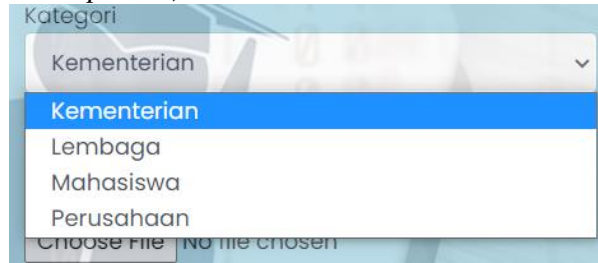 Kategori
Kementerian
Kementerian
Lembaga
Mahasiswa
Perusahaan
Choose File No file chosen